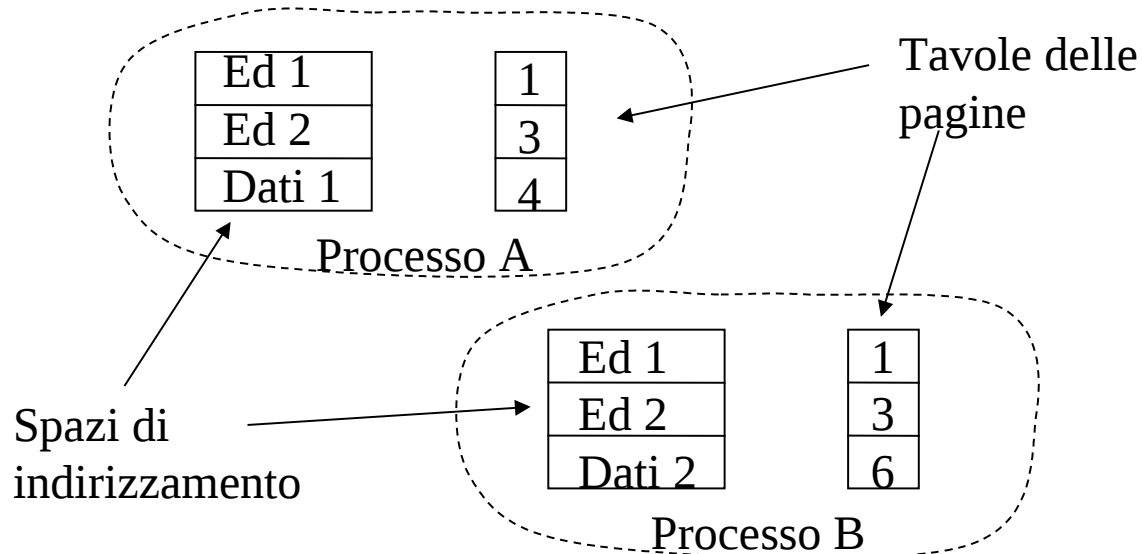 Ed 1
Ed 2
Dati 1
1
3
4
Processo A
Tavole delle
pagine
Spazi di
indirizzamento
Ed 1
Ed 2
Dati 2
1
3
6
Processo B